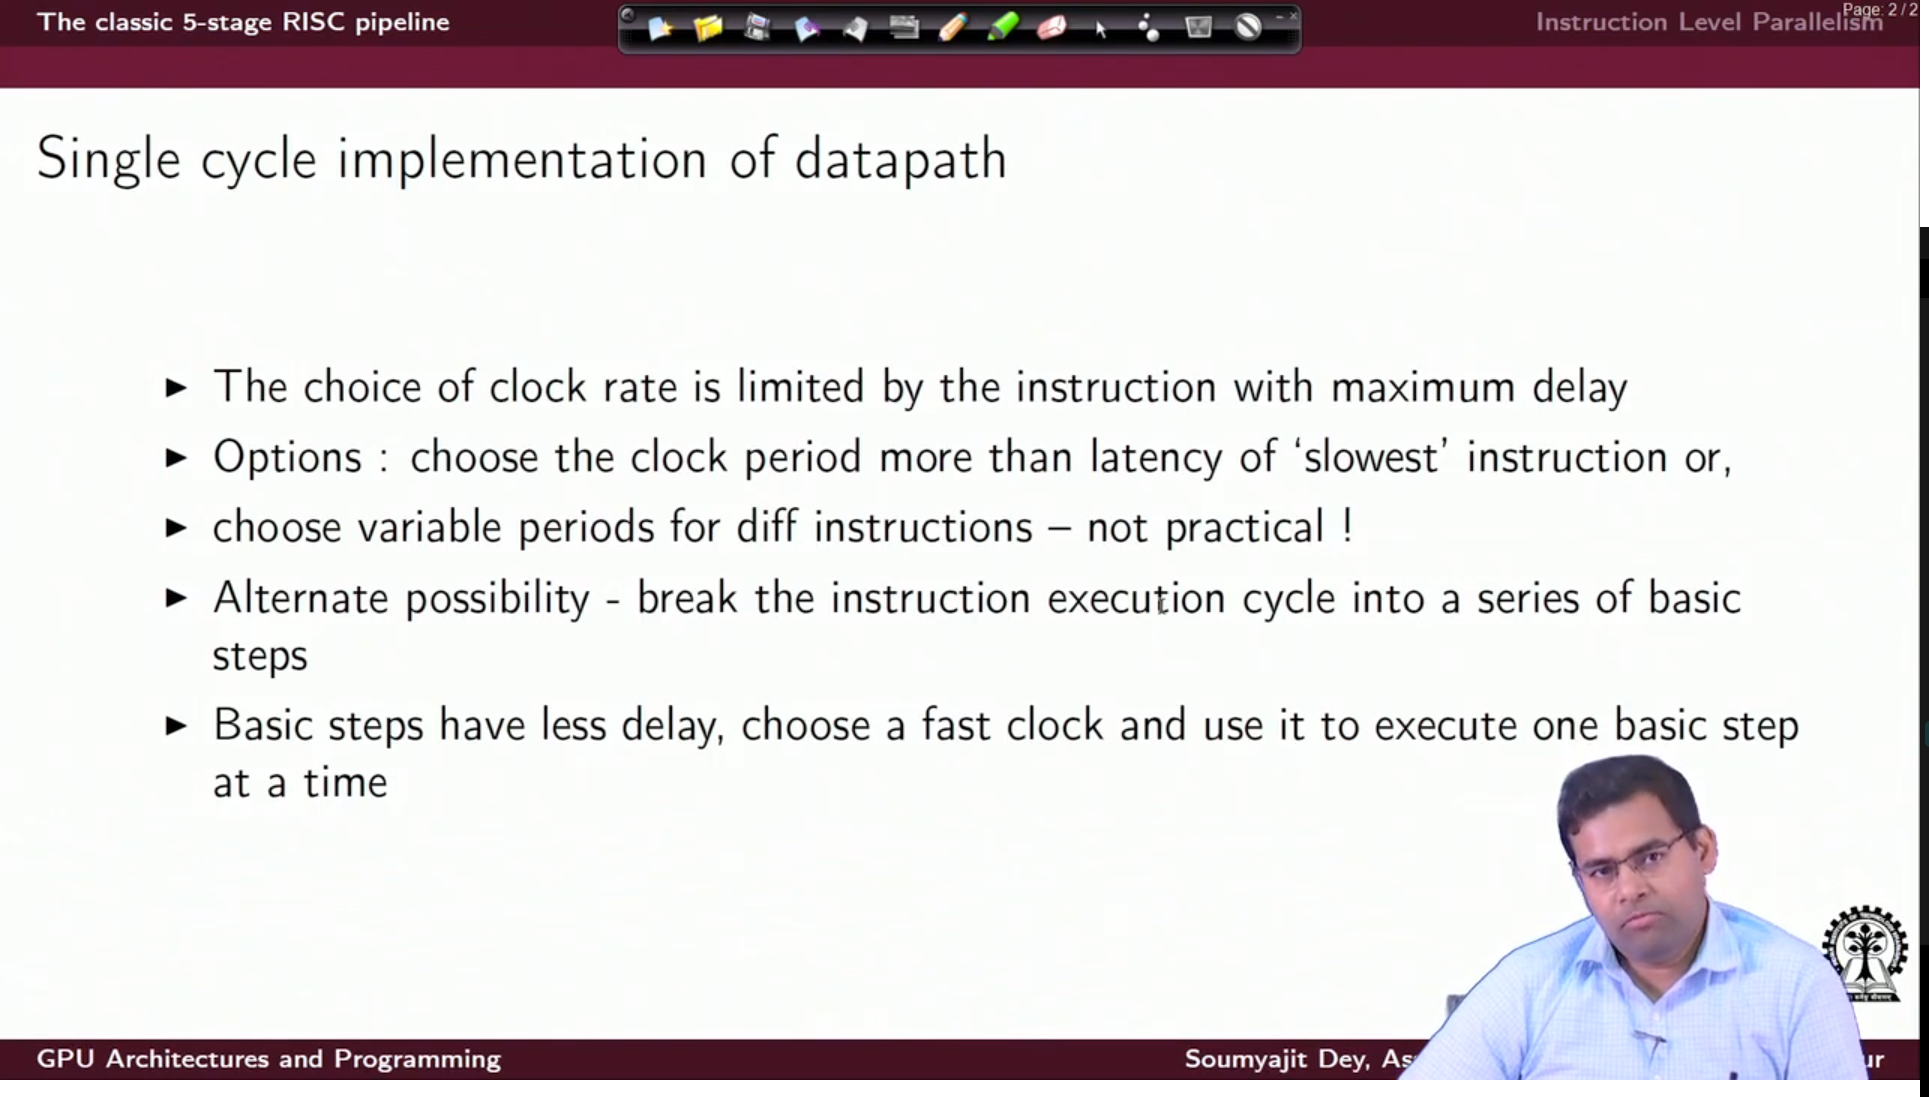 The classic 5-stage RISC pipeline
Instruction Level Parallelism
Page: 2 / 2
Single cycle implementation of datapath
▶ The choice of clock rate is limited by the instruction with maximum delay
▶ Options : choose the clock period more than latency of ‘slowest’ instruction or,
▶ choose variable periods for diff instructions – not practical !
▶ Alternate possibility - break the instruction execution cycle into a series of basic
steps
▶ Basic steps have less delay, choose a fast clock and use it to execute one basic step
at a time
GPU Architectures and Programming
Soumyajit Dey,